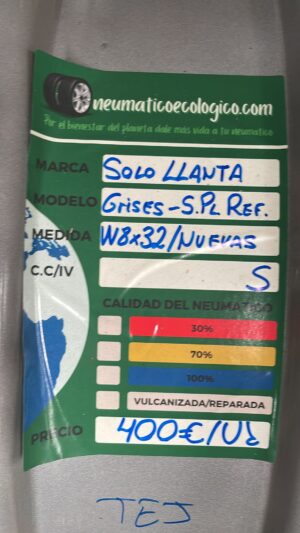 neumaticoecologico.com
Por el bienestar del planeta dale más vida a tu neumatico
MARCA SOLO LLANTA
MODELO GRISES-S.PL REF.
MEDIDA W8x32/NUEVAS
C.C/IV S
CALIDAD DEL NEUMATICO
30%
70%
100%
VULCANIZADA/REPARADA
PRECIO 400€/Ud
TEJ